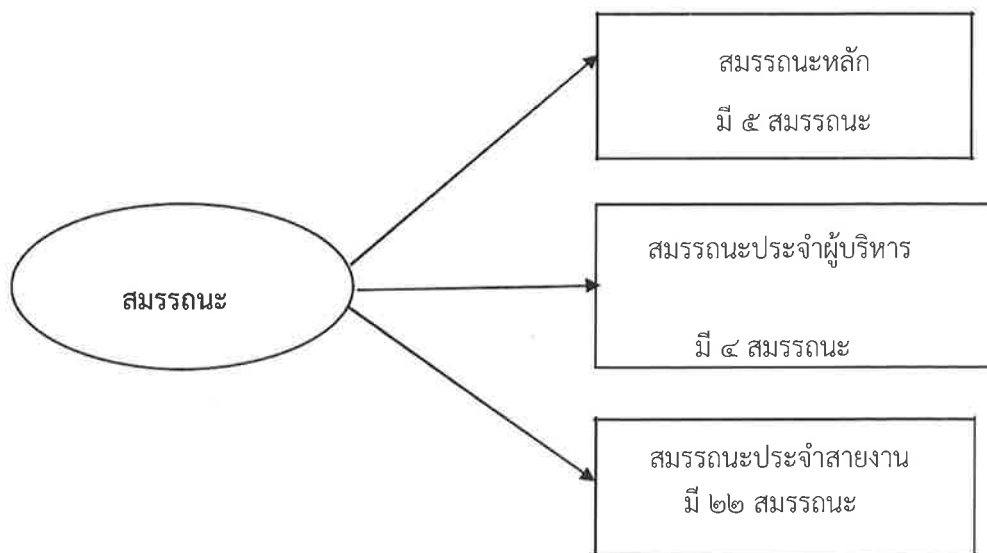 สมรรถนะหลัก
มี ๕ สมรรถนะ
สมรรถนะประจำผู้บริหาร
สมรรถนะ
มี ๔ สมรรถนะ
สมรรถนะประจำสายงาน
มี ๒๒ สมรรถนะ